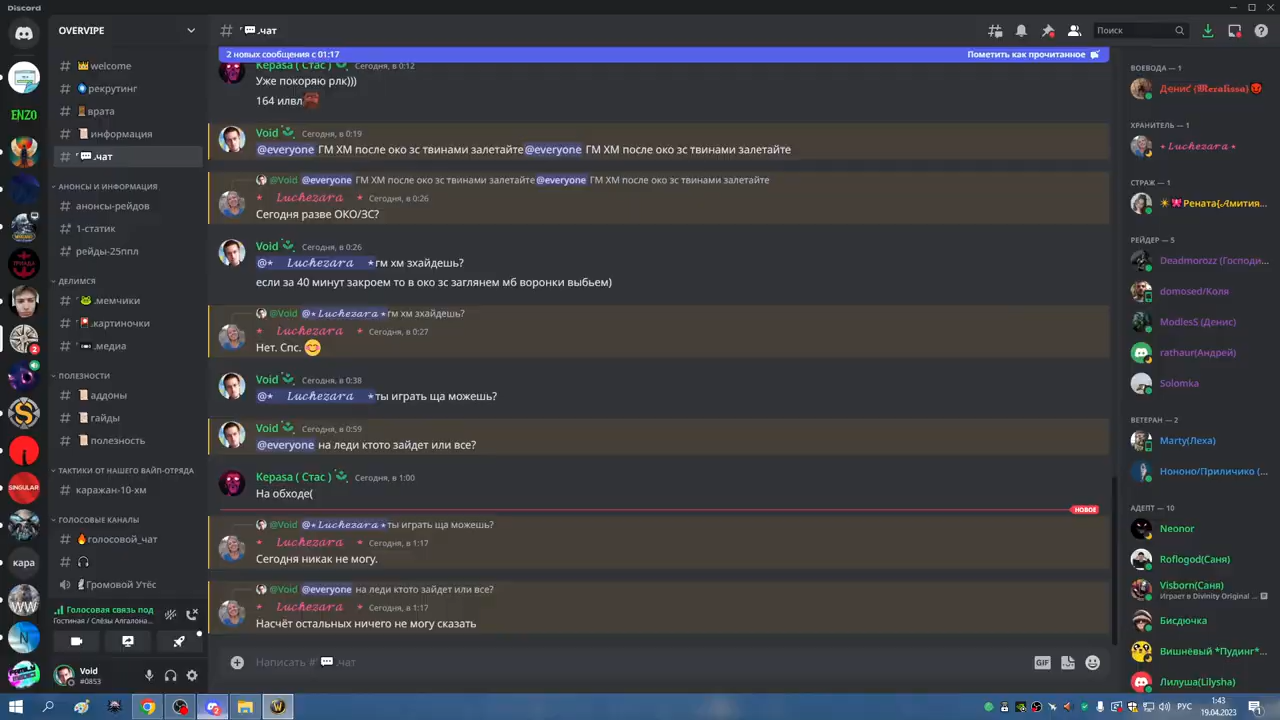 Discord
OVERVIPE
welcome
рекрутинг
врата
информация
.чат
АНОНСЫ И ИНФОРМАЦИЯ
анонсы-рейдов
1-статик
рейды-25ппл
ДЕЛИМСЯ
.мемчики
.картиночки
.медиа
ПОЛЕЗНОСТИ
аддоны
гайды
полезность
ТАКТИКИ ОТ НАШЕГО ВАЙП-ОТРЯДА
каражан-10-хм
ГОЛОСОВЫЕ КАНАЛЫ
голосовой_чат
Громовой Утёс
Голосовая связь под
Гостиная / Слёзы Алгалона...
Void
#0853
ENZO
ГРИАДА
2
SINGULAR
кара
WW
N
.чат
Поиск
2 новых сообщения с 01:17
Пометить как прочитанное
Kepasa ( Стас ) Сегодня, в 0:12
Уже покоряю рлк)))
164 илвл
Void Сегодня, в 0:19
@everyone ГМ ХМ после око зс твинами залетайте@everyone ГМ ХМ после око зс твинами залетайте
@Void @everyone ГМ ХМ после око зс твинами залетайте@everyone ГМ ХМ после око зс твинами залетайте
* Luchezara * Сегодня, в 0:26
Сегодня разве ОКО/ЗС?
Void Сегодня, в 0:26
@* Luchezara *гм хм зхайдешь?
если за 40 минут закроем то в око зс заглянем мб воронки выбьем)
@Void @*Luchezara*гм хм зхайдешь?
* Luchezara * Сегодня, в 0:27
Нет. Спс. 😊
Void Сегодня, в 0:38
@* Luchezara *ты играть ща можешь?
Void Сегодня, в 0:59
@everyone на леди ктото зайдет или все?
Kepasa ( Стас ) Сегодня, в 1:00
На обходе(
НОВОЕ
@Void @*Luchezara*ты играть ща можешь?
* Luchezara * Сегодня, в 1:17
Сегодня никак не могу.
@Void @everyone на леди ктото зайдет или все?
* Luchezara * Сегодня, в 1:17
Насчёт остальных ничего не могу сказать
Написать # 💬.чат
GIF
ВОЕВОДА — 1
Денис {Meralissa}
ХРАНИТЕЛЬ — 1
* Luchezara *
СТРАЖ — 1
Рената{Амития...
РЕЙДЕР — 5
Deadmorozz (Господи...
domosed/Коля
ModlesS (Денис)
rathaur(Андрей)
Solomka
ВЕТЕРАН — 2
Marty(Леха)
Нононо/Приличико (...
АДЕПТ — 10
Neonor
Roflogod(Саня)
Visborn(Саня)
Играет в Divinity Original ...
Бисдючка
Вишнёвый *Пудинг*...
Лилуша(Lilysha)
РУС
1:43
19.04.2023
1